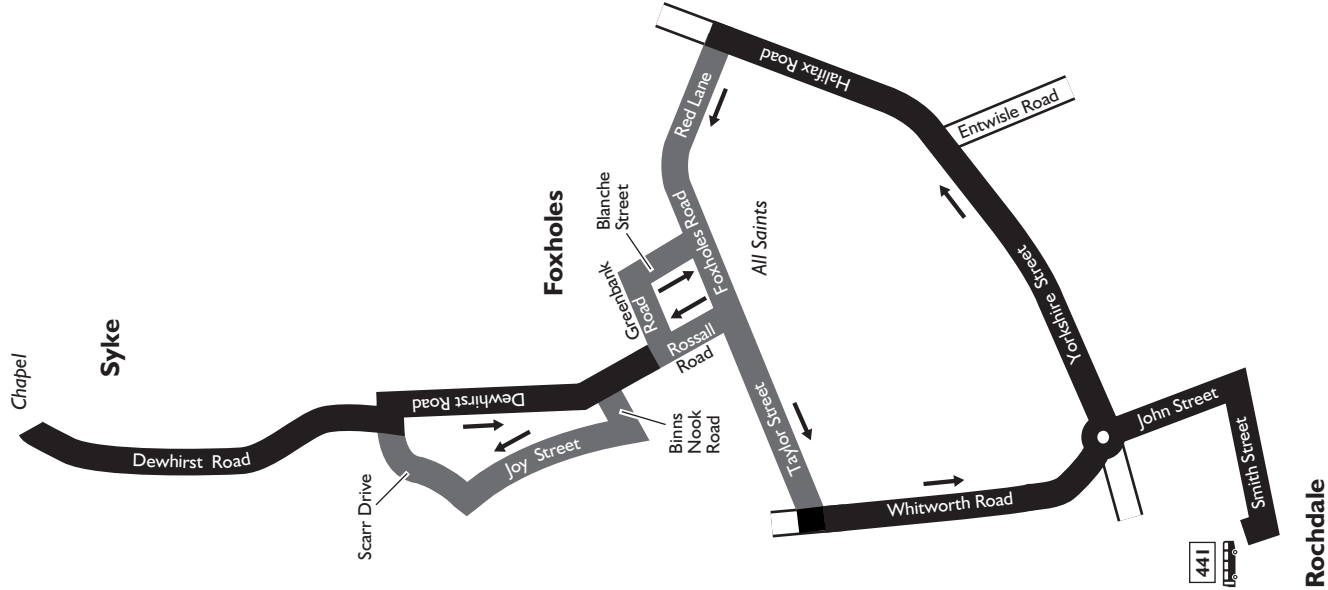 Chapel
Syke
Dewhirst Road
Scarr Drive
Joy Street
Dewhirst Road
Binns
Nook
Road
Foxholes
Blanche
Street
Greenbank
Road
Rossall
Road
Foxholes Road
Red Lane
Halifax Road
All Saints
Taylor Street
Entwisle Road
Yorkshire Street
Whitworth Road
John Street
Smith Street
441
Rochdale